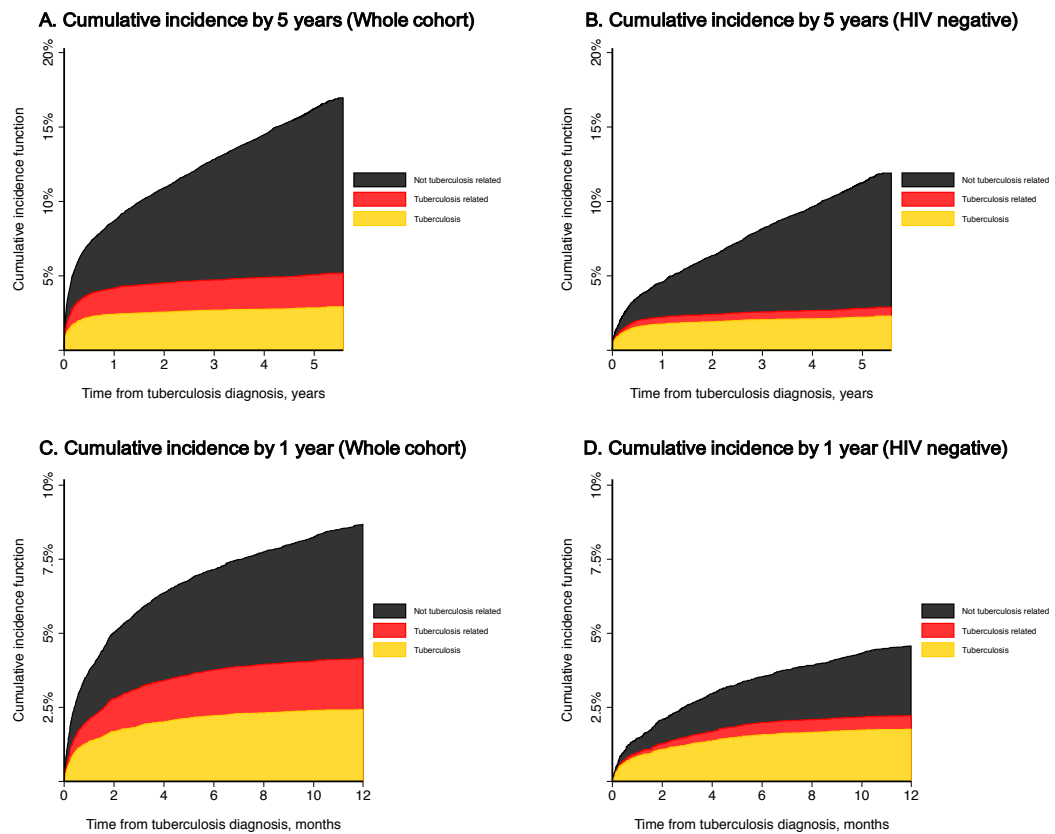 A. Cumulative incidence by 5 years (Whole cohort)
Cumulative incidence function
20%
15%
10%
5%
0 1 2 3 4 5
Time from tuberculosis diagnosis, years
Not tuberculosis related
Tuberculosis related
Tuberculosis
B. Cumulative incidence by 5 years (HIV negative)
Cumulative incidence function
20%
15%
10%
5%
0 1 2 3 4 5
Time from tuberculosis diagnosis, years
Not tuberculosis related
Tuberculosis related
Tuberculosis
C. Cumulative incidence by 1 year (Whole cohort)
Cumulative incidence function
10%
7.5%
5%
2.5%
0 2 4 6 8 10 12
Time from tuberculosis diagnosis, months
Not tuberculosis related
Tuberculosis related
Tuberculosis
D. Cumulative incidence by 1 year (HIV negative)
Cumulative incidence function
10%
7.5%
5%
2.5%
0 2 4 6 8 10 12
Time from tuberculosis diagnosis, months
Not tuberculosis related
Tuberculosis related
Tuberculosis